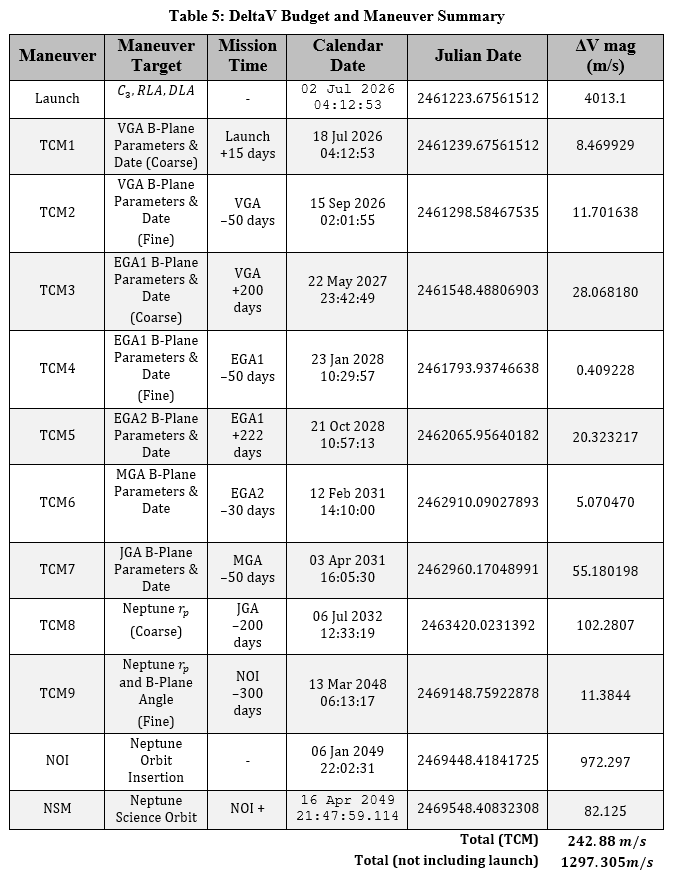 Table 5: DeltaV Budget and Maneuver Summary
Maneuver Maneuver Target Mission Time Calendar Date Julian Date ΔV mag (m/s)
Launch C₃, RLA, DLA - 02 Jul 2026 04:12:53 2461223.67561512 4013.1
TCM1 VGA B-Plane Parameters & Date (Coarse) Launch +15 days 18 Jul 2026 04:12:53 2461239.67561512 8.469929
TCM2 VGA B-Plane Parameters & Date (Fine) VGA −50 days 15 Sep 2026 02:01:55 2461298.58467535 11.701638
TCM3 EGA1 B-Plane Parameters & Date (Coarse) VGA +200 days 22 May 2027 23:42:49 2461548.48806903 28.068180
TCM4 EGA1 B-Plane Parameters & Date (Fine) EGA1 −50 days 23 Jan 2028 10:29:57 2461793.93746638 0.409228
TCM5 EGA2 B-Plane Parameters & Date EGA1 +222 days 21 Oct 2028 10:57:13 2462065.95640182 20.323217
TCM6 MGA B-Plane Parameters & Date EGA2 −30 days 12 Feb 2031 14:10:00 2462910.09027893 5.070470
TCM7 JGA B-Plane Parameters & Date MGA −50 days 03 Apr 2031 16:05:30 2462960.17048991 55.180198
TCM8 Neptune rₚ (Coarse) JGA −200 days 06 Jul 2032 12:33:19 2463420.0231392 102.2807
TCM9 Neptune rₚ and B-Plane Angle (Fine) NOI −300 days 13 Mar 2048 06:13:17 2469148.75922878 11.3844
NOI Neptune Orbit Insertion - 06 Jan 2049 22:02:31 2469448.41841725 972.297
NSM Neptune Science Orbit NOI + 16 Apr 2049 21:47:59.114 2469548.40832308 82.125
Total (TCM) 242.88 m/s
Total (not including launch) 1297.305m/s